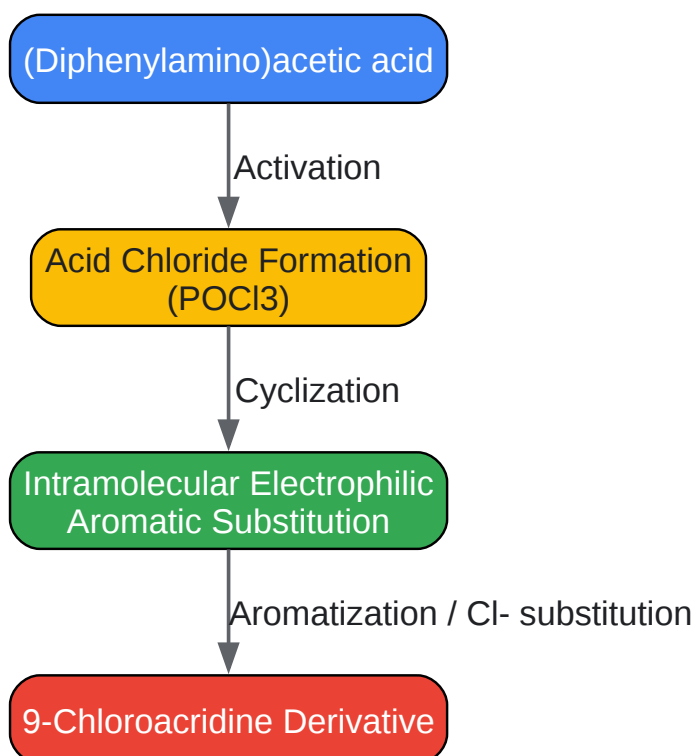 (Diphenylamino)acetic acid
Activation
Acid Chloride Formation
(POCl3)
Cyclization
Intramolecular Electrophilic
Aromatic Substitution
Aromatization / Cl- substitution
9-Chloroacridine Derivative